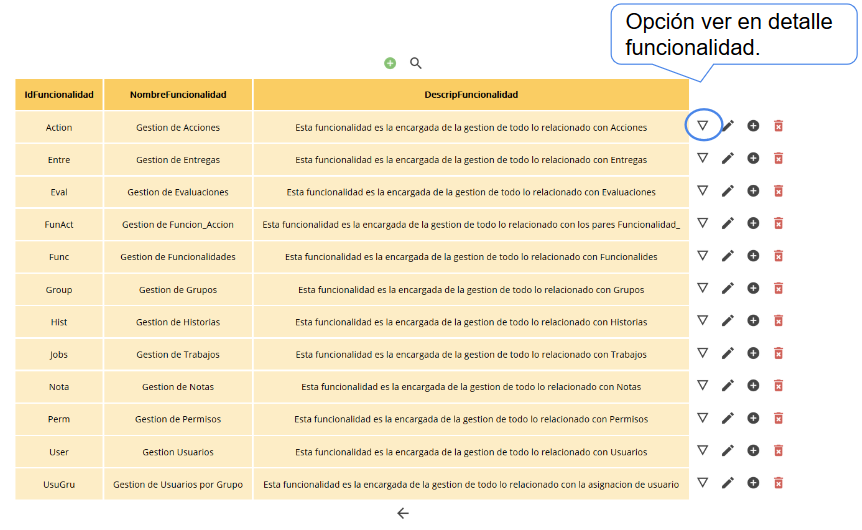 Opción ver en detalle
funcionalidad.
IdFuncionalidad NombreFuncionalidad DescripFuncionalidad
Action Gestion de Acciones Esta funcionalidad es la encargada de la gestion de todo lo relacionado con Acciones
Entre Gestion de Entregas Esta funcionalidad es la encargada de la gestion de todo lo relacionado con Entregas
Eval Gestion de Evaluaciones Esta funcionalidad es la encargada de la gestion de todo lo relacionado con Evaluaciones
FunAct Gestion de Funcion_Accion Esta funcionalidad es la encargada de la gestion de todo lo relacionado con los pares Funcionalidad_
Func Gestion de Funcionalidades Esta funcionalidad es la encargada de la gestion de todo lo relacionado con Funcionalides
Group Gestion de Grupos Esta funcionalidad es la encargada de la gestion de todo lo relacionado con Grupos
Hist Gestion de Historias Esta funcionalidad es la encargada de la gestion de todo lo relacionado con Historias
Jobs Gestion de Trabajos Esta funcionalidad es la encargada de la gestion de todo lo relacionado con Trabajos
Nota Gestion de Notas Esta funcionalidad es la encargada de la gestion de todo lo relacionado con Notas
Perm Gestion de Permisos Esta funcionalidad es la encargada de la gestion de todo lo relacionado con Permisos
User Gestion Usuarios Esta funcionalidad es la encargada de la gestion de todo lo relacionado con Usuarios
UsuGru Gestion de Usuarios por Grupo Esta funcionalidad es la encargada de la gestion de todo lo relacionado con la asignacion de usuario